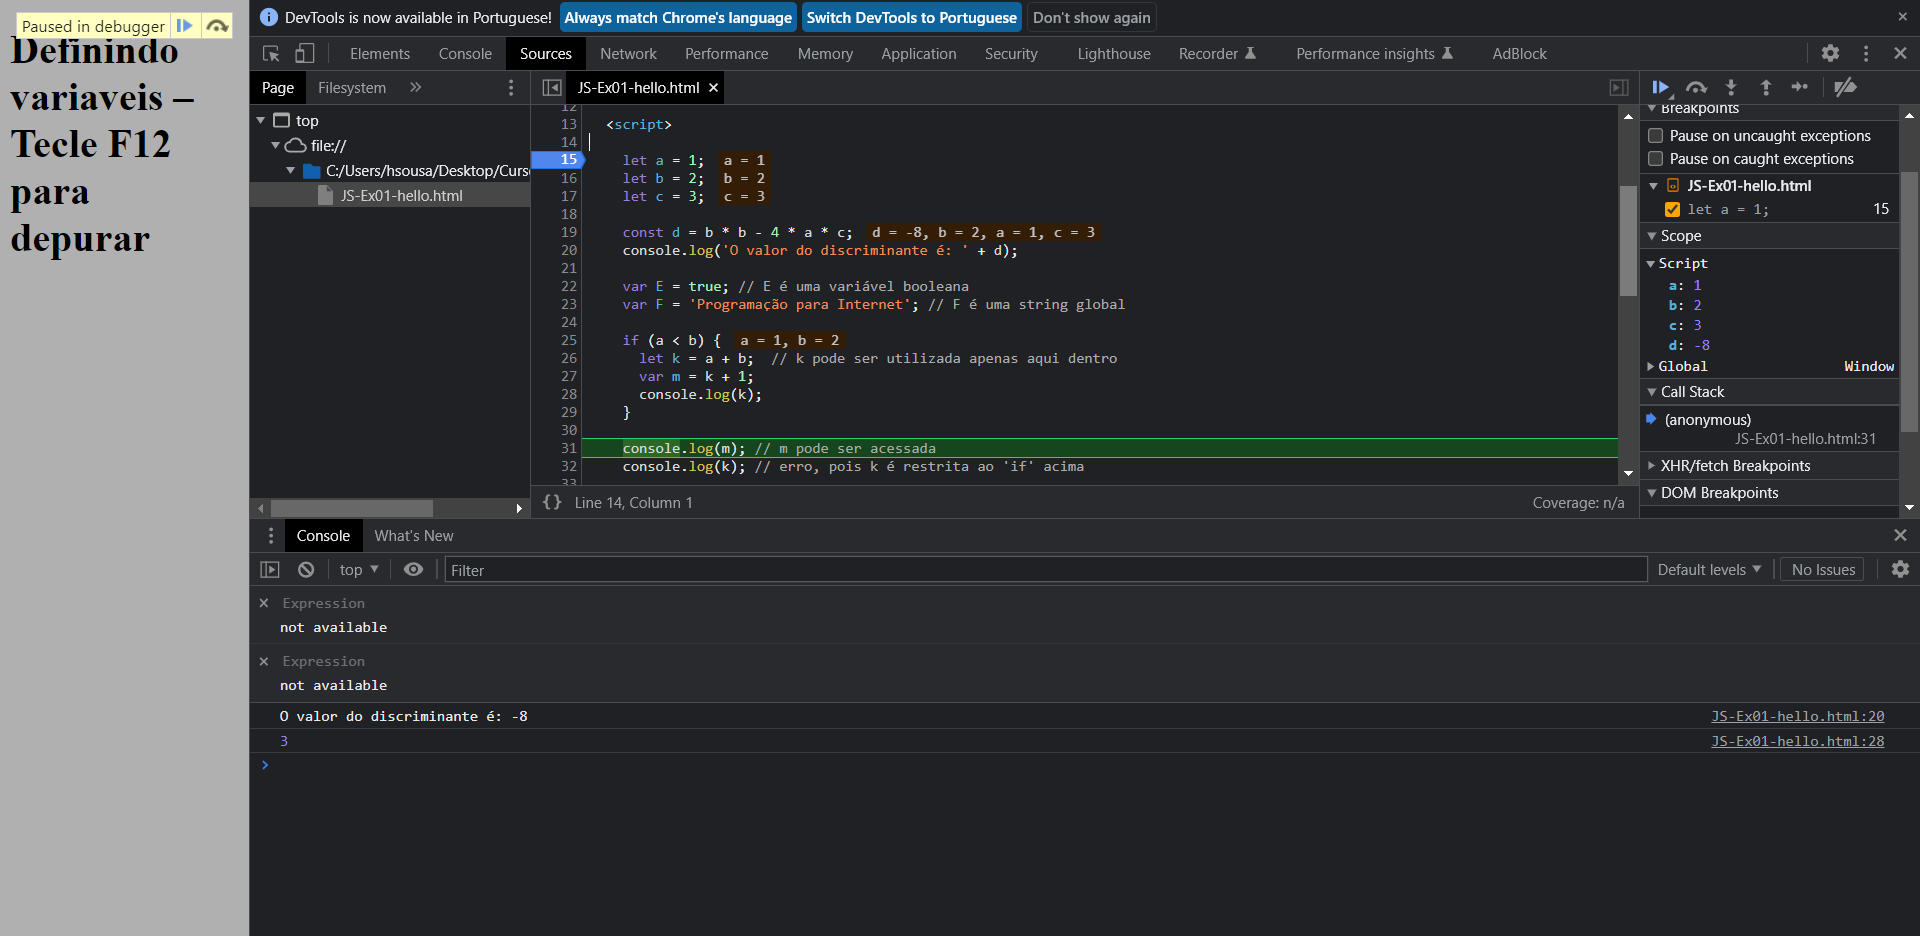 Paused in debugger
Definindo
variaveis –
Tecle F12
para
depurar
DevTools is now available in Portuguese! Always match Chrome's language Switch DevTools to Portuguese Don't show again
Elements Console Sources Network Performance Memory Application Security Lighthouse Recorder Performance insights AdBlock
Page Filesystem
top
file://
C:/Users/hsousa/Desktop/Curs
JS-Ex01-hello.html
JS-Ex01-hello.html
12
13 <script>
14
15 let a = 1; a = 1
16 let b = 2; b = 2
17 let c = 3; c = 3
18
19 const d = b * b - 4 * a * c; d = -8, b = 2, a = 1, c = 3
20 console.log('O valor do discriminante é: ' + d);
21
22 var E = true; // E é uma variável booleana
23 var F = 'Programação para Internet'; // F é uma string global
24
25 if (a < b) { a = 1, b = 2
26 let k = a + b; // k pode ser utilizada apenas aqui dentro
27 var m = k + 1;
28 console.log(k);
29 }
30
31 console.log(m); // m pode ser acessada
32 console.log(k); // erro, pois k é restrita ao 'if' acima
33
{} Line 14, Column 1 Coverage: n/a
Breakpoints
Pause on uncaught exceptions
Pause on caught exceptions
JS-Ex01-hello.html
let a = 1; 15
Scope
Script
a: 1
b: 2
c: 3
d: -8
Global Window
Call Stack
(anonymous)
JS-Ex01-hello.html:31
XHR/fetch Breakpoints
DOM Breakpoints
Console What's New
top Filter Default levels No Issues
Expression
not available
Expression
not available
O valor do discriminante é: -8 JS-Ex01-hello.html:20
3 JS-Ex01-hello.html:28